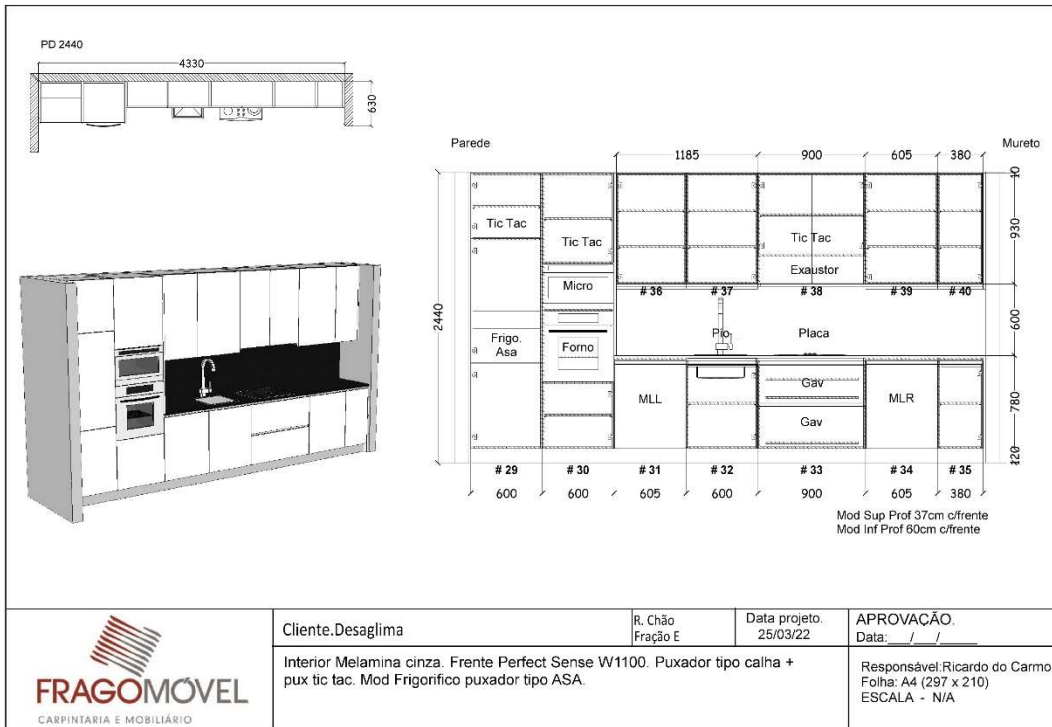 PD 2440
4330
630
Parede
Mureto
1185 900 605 380
10
930
600
780
120
2440
Tic Tac
Tic Tac
Tic Tac
Micro
Exaustor
# 36 # 37 # 38 # 39 # 40
Frigo.
Asa
Forno
Pio
Placa
MLL
Gav
Gav
MLR
# 29 # 30 # 31 # 32 # 33 # 34 # 35
600 600 605 600 900 605 380
Mod Sup Prof 37cm c/frente
Mod Inf Prof 60cm c/frente
FRAGOMÓVEL
CARPINTARIA E MOBILIÁRIO
Cliente.Desaglima
R. Chão
Fração E
Data projeto.
25/03/22
APROVAÇÃO.
Data:___/___/_____
Interior Melamina cinza. Frente Perfect Sense W1100. Puxador tipo calha +
pux tic tac. Mod Frigorifico puxador tipo ASA.
Responsável:Ricardo do Carmo
Folha: A4 (297 x 210)
ESCALA - N/A